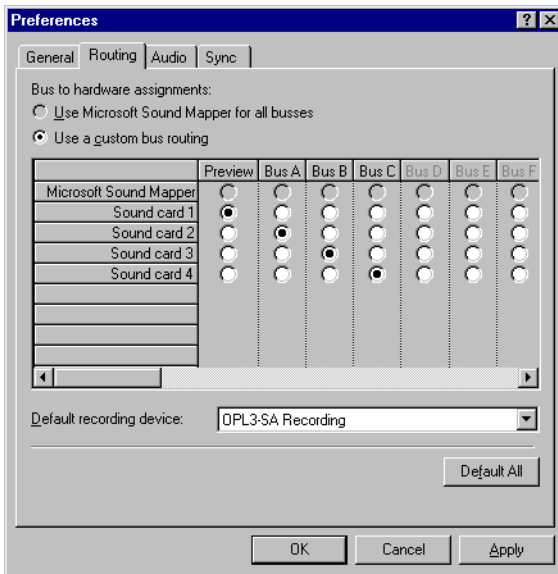 Preferences
General Routing Audio Sync
Bus to hardware assignments:
Use Microsoft Sound Mapper for all busses
Use a custom bus routing
Preview Bus A Bus B Bus C Bus D Bus E Bus F
Microsoft Sound Mapper
Sound card 1
Sound card 2
Sound card 3
Sound card 4
Default recording device: OPL3-SA Recording
Default All
OK Cancel Apply